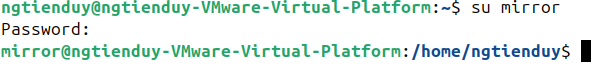 ngtienduy@ngtienduy-VMware-Virtual-Platform:~$ su mirror
Password:
mirror@ngtienduy-VMware-Virtual-Platform:/home/ngtienduy$